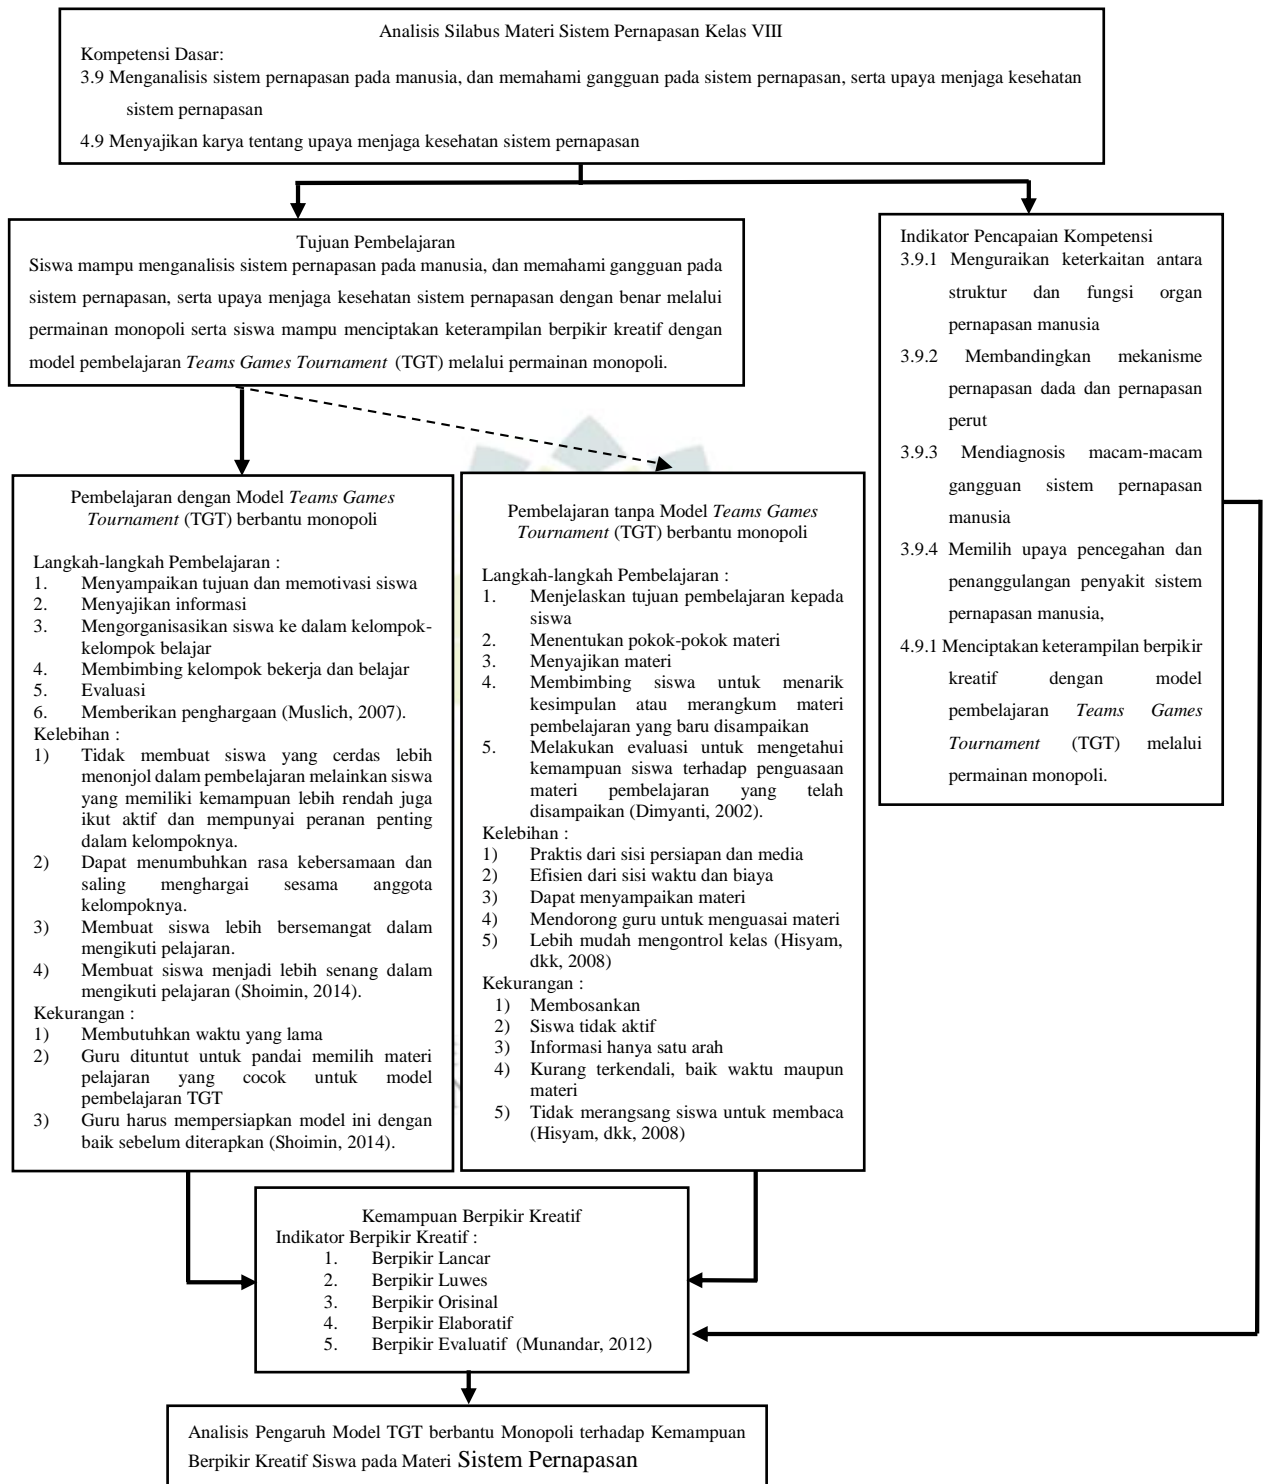 Analisis Silabus Materi Sistem Pernapasan Kelas VIII
Kompetensi Dasar:
3.9 Menganalisis sistem pernapasan pada manusia, dan memahami gangguan pada sistem pernapasan, serta upaya menjaga kesehatan
sistem pernapasan
4.9 Menyajikan karya tentang upaya menjaga kesehatan sistem pernapasan
Tujuan Pembelajaran
Siswa mampu menganalisis sistem pernapasan pada manusia, dan memahami gangguan pada
sistem pernapasan, serta upaya menjaga kesehatan sistem pernapasan dengan benar melalui
permainan monopoli serta siswa mampu menciptakan keterampilan berpikir kreatif dengan
model pembelajaran Teams Games Tournament (TGT) melalui permainan monopoli.
Indikator Pencapaian Kompetensi
3.9.1 Menguraikan keterkaitan antara
struktur dan fungsi organ
pernapasan manusia
3.9.2 Membandingkan mekanisme
pernapasan dada dan pernapasan
perut
3.9.3 Mendiagnosis macam-macam
gangguan sistem pernapasan
manusia
3.9.4 Memilih upaya pencegahan dan
penanggulangan penyakit sistem
pernapasan manusia,
4.9.1 Menciptakan keterampilan berpikir
kreatif dengan model
pembelajaran Teams Games
Tournament (TGT) melalui
permainan monopoli.
Pembelajaran dengan Model Teams Games
Tournament (TGT) berbantu monopoli
Langkah-langkah Pembelajaran :
1. Menyampaikan tujuan dan memotivasi siswa
2. Menyajikan informasi
3. Mengorganisasikan siswa ke dalam kelompok-
kelompok belajar
4. Membimbing kelompok bekerja dan belajar
5. Evaluasi
6. Memberikan penghargaan (Muslich, 2007).
Kelebihan :
1) Tidak membuat siswa yang cerdas lebih
menonjol dalam pembelajaran melainkan siswa
yang memiliki kemampuan lebih rendah juga
ikut aktif dan mempunyai peranan penting
dalam kelompoknya.
2) Dapat menumbuhkan rasa kebersamaan dan
saling menghargai sesama anggota
kelompoknya.
3) Membuat siswa lebih bersemangat dalam
mengikuti pelajaran.
4) Membuat siswa menjadi lebih senang dalam
mengikuti pelajaran (Shoimin, 2014).
Kekurangan :
1) Membutuhkan waktu yang lama
2) Guru dituntut untuk pandai memilih materi
pelajaran yang cocok untuk model
pembelajaran TGT
3) Guru harus mempersiapkan model ini dengan
baik sebelum diterapkan (Shoimin, 2014).
Pembelajaran tanpa Model Teams Games
Tournament (TGT) berbantu monopoli
Langkah-langkah Pembelajaran :
1. Menjelaskan tujuan pembelajaran kepada
siswa
2. Menentukan pokok-pokok materi
3. Menyajikan materi
4. Membimbing siswa untuk menarik
kesimpulan atau merangkum materi
pembelajaran yang baru disampaikan
5. Melakukan evaluasi untuk mengetahui
kemampuan siswa terhadap penguasaan
materi pembelajaran yang telah
disampaikan (Dimyanti, 2002).
Kelebihan :
1) Praktis dari sisi persiapan dan media
2) Efisien dari sisi waktu dan biaya
3) Dapat menyampaikan materi
4) Mendorong guru untuk menguasai materi
5) Lebih mudah mengontrol kelas (Hisyam,
dkk, 2008)
Kekurangan :
1) Membosankan
2) Siswa tidak aktif
3) Informasi hanya satu arah
4) Kurang terkendali, baik waktu maupun
materi
5) Tidak merangsang siswa untuk membaca
(Hisyam, dkk, 2008)
Kemampuan Berpikir Kreatif
Indikator Berpikir Kreatif :
1. Berpikir Lancar
2. Berpikir Luwes
3. Berpikir Orisinal
4. Berpikir Elaboratif
5. Berpikir Evaluatif (Munandar, 2012)
Analisis Pengaruh Model TGT berbantu Monopoli terhadap Kemampuan
Berpikir Kreatif Siswa pada Materi Sistem Pernapasan